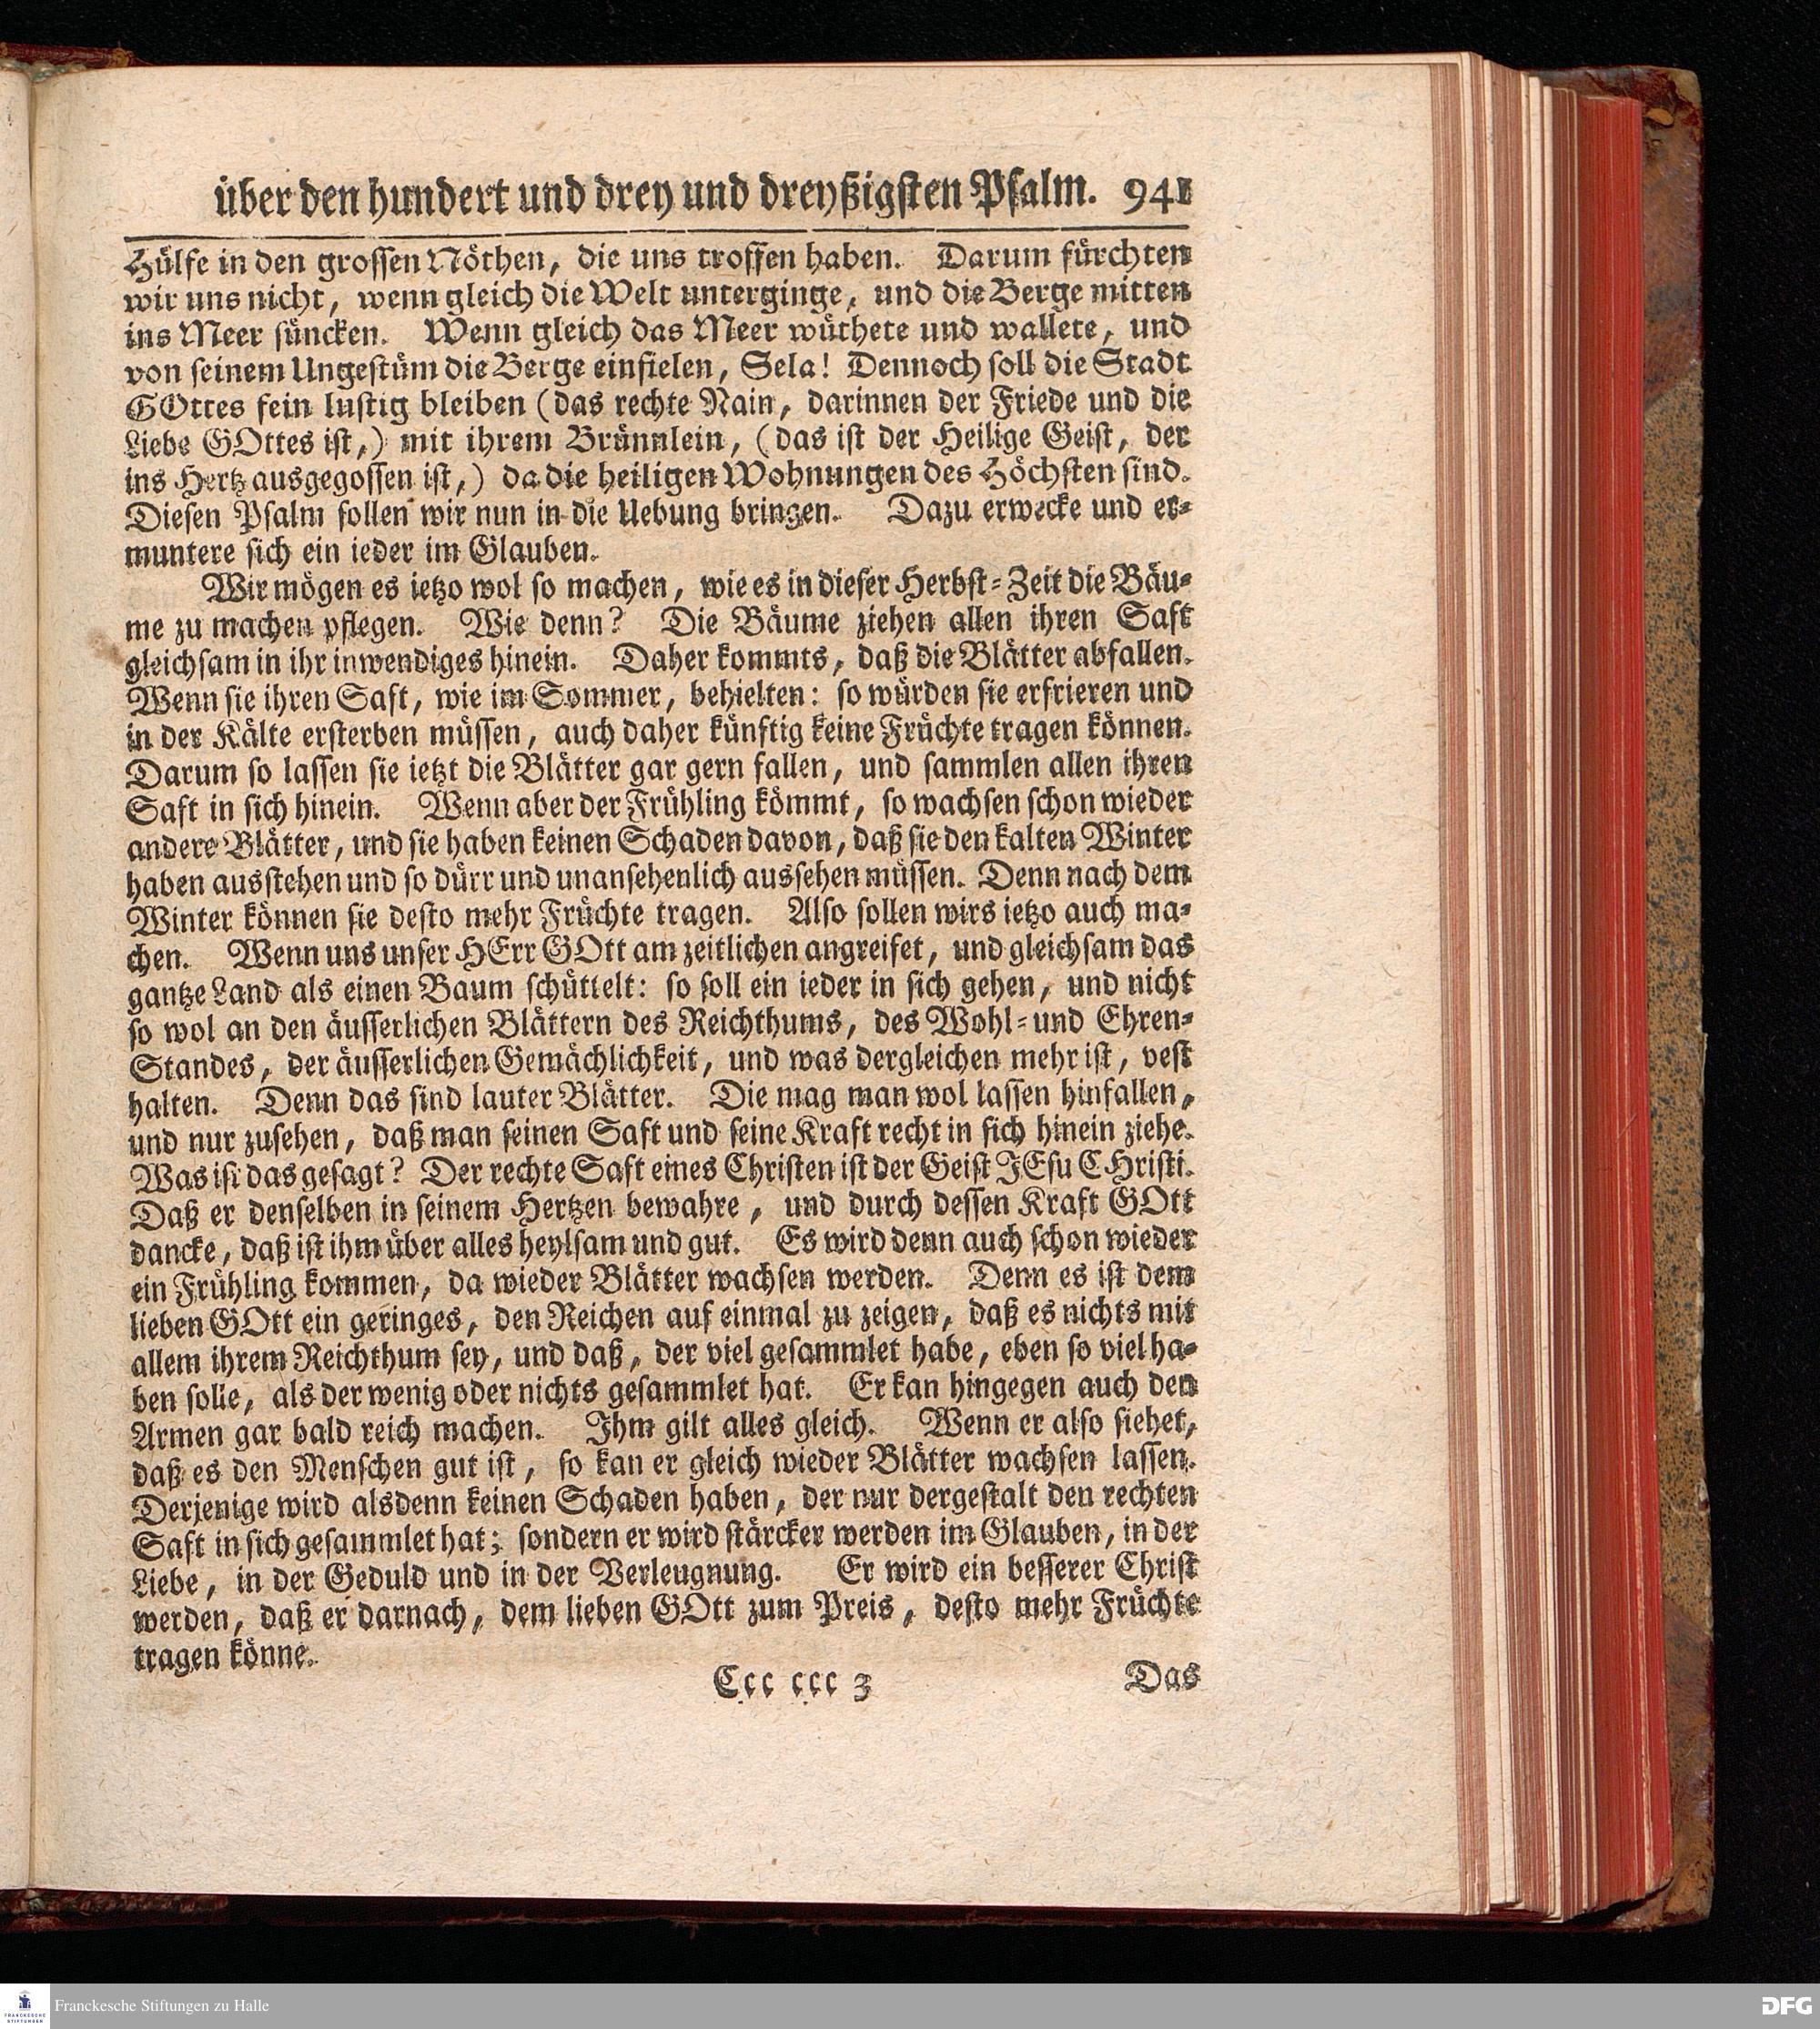 über den hundert und drey und dreyßigsten Psalm. 941
Hülfe in den grossen Nöthen, die uns troffen haben. Darum fürchten
wir uns nicht, wenn gleich die Welt unterginge, und die Berge mitten
ins Meer süncken. Wenn gleich das Meer wüthete und wallete, und
von seinem Ungestüm die Berge einfielen, Sela! Dennoch soll die Stadt
GOttes fein lustig bleiben (das rechte Nain, darinnen der Friede und die
Liebe GOttes ist,) mit ihrem Brünnlein, (das ist der Heilige Geist, der
ins Hertz ausgegossen ist,) da die heiligen Wohnungen des Höchsten sind.
Diesen Psalm sollen wir nun in die Uebung bringen. Dazu erwecke und er-
muntere sich ein ieder im Glauben.
Wir mögen es ietzo wol so machen, wie es in dieser Herbst-Zeit die Bäu-
me zu machen pflegen. Wie denn? Die Bäume ziehen allen ihren Saft
gleichsam in ihr inwendiges hinein. Daher kommts, daß die Blätter abfallen.
Wenn sie ihren Saft, wie im Sommer, behielten: so würden sie erfrieren und
in der Kälte ersterben müssen, auch daher künftig keine Früchte tragen können.
Darum so lassen sie ietzt die Blätter gar gern fallen, und sammlen allen ihren
Saft in sich hinein. Wenn aber der Frühling kömmt, so wachsen schon wieder
andere Blätter, und sie haben keinen Schaden davon, daß sie den kalten Winter
haben ausstehen und so dürr und unansehenlich aussehen müssen. Denn nach dem
Winter können sie desto mehr Früchte tragen. Also sollen wirs ietzo auch ma-
chen. Wenn uns unser HErr GOtt am zeitlichen angreifet, und gleichsam das
gantze Land als einen Baum schüttelt: so soll ein ieder in sich gehen, und nicht
so wol an den äusserlichen Blättern des Reichthums, des Wohl- und Ehren-
Standes, der äusserlichen Gemächlichkeit, und was dergleichen mehr ist, vest
halten. Denn das sind lauter Blätter. Die mag man wol lassen hinfallen,
und nur zusehen, daß man seinen Saft und seine Kraft recht in sich hinein ziehe.
Was ist das gesagt? Der rechte Saft eines Christen ist der Geist JEsu CHristi.
Daß er denselben in seinem Hertzen bewahre, und durch dessen Kraft GOtt
dancke, daß ist ihm über alles heylsam und gut. Es wird denn auch schon wieder
ein Frühling kommen, da wieder Blätter wachsen werden. Denn es ist dem
lieben GOtt ein geringes, den Reichen auf einmal zu zeigen, daß es nichts mit
allem ihrem Reichthum sey, und daß, der viel gesammlet habe, eben so viel ha-
ben solle, als der wenig oder nichts gesammlet hat. Er kan hingegen auch den
Armen gar bald reich machen. Ihm gilt alles gleich. Wenn er also siehet,
daß es den Menschen gut ist, so kan er gleich wieder Blätter wachsen lassen.
Derjenige wird alsdenn keinen Schaden haben, der nur dergestalt den rechten
Saft in sich gesammlet hat; sondern er wird stärcker werden im Glauben, in der
Liebe, in der Geduld und in der Verleugnung. Er wird ein besserer Christ
werden, daß er darnach, dem lieben GOtt zum Preis, desto mehr Früchte
tragen könne.
Ccc ccc 3 Das
FRANCKESCHE STIFTUNGEN
Franckesche Stiftungen zu Halle
DFG